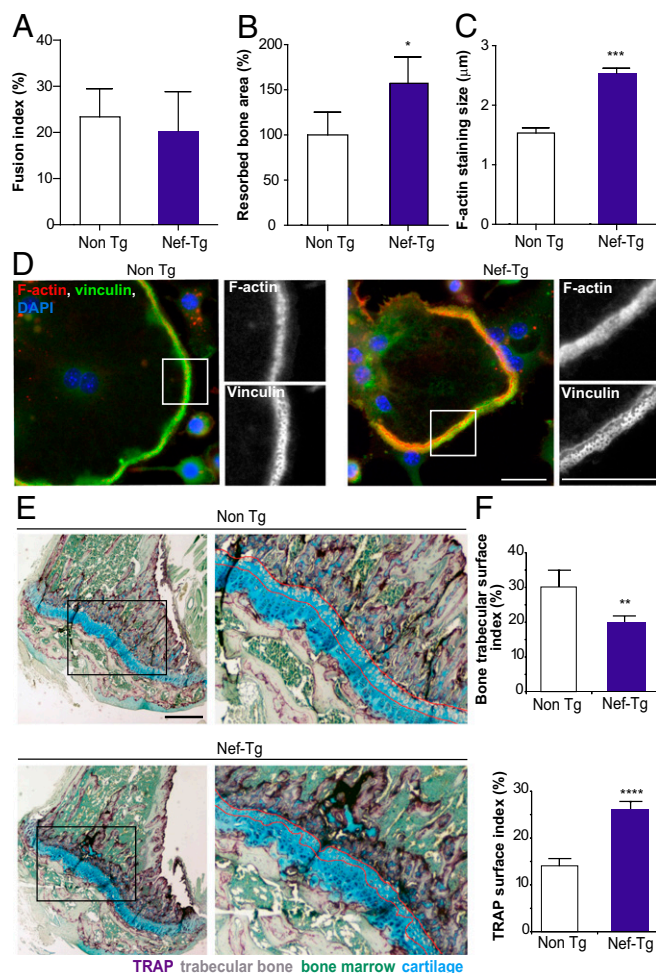 A
Fusion index (%)
40
30
20
10
0
Non Tg
Nef-Tg
B
Resorbed bone area (%)
200
150
100
50
0
*
Non Tg
Nef-Tg
C
F-actin staining size (μm)
3
2
1
0
***
Non Tg
Nef-Tg
D
Non Tg
F-actin, vinculin,
DAPI
F-actin
Vinculin
Nef-Tg
F-actin
Vinculin
E
Non Tg
Nef-Tg
TRAP trabecular bone bone marrow cartilage
F
Bone trabecular surface
index (%)
40
30
20
10
0
**
Non Tg
Nef-Tg
TRAP surface index (%)
30
20
10
0
****
Non Tg
Nef-Tg